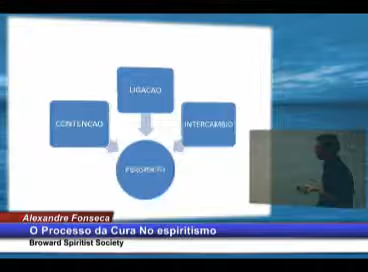 LIGACAO
CONTENCAO
INTERCAMBIO
Alexandre Fonseca
O Processo da Cura No espiritismo
Broward Spiritist Society